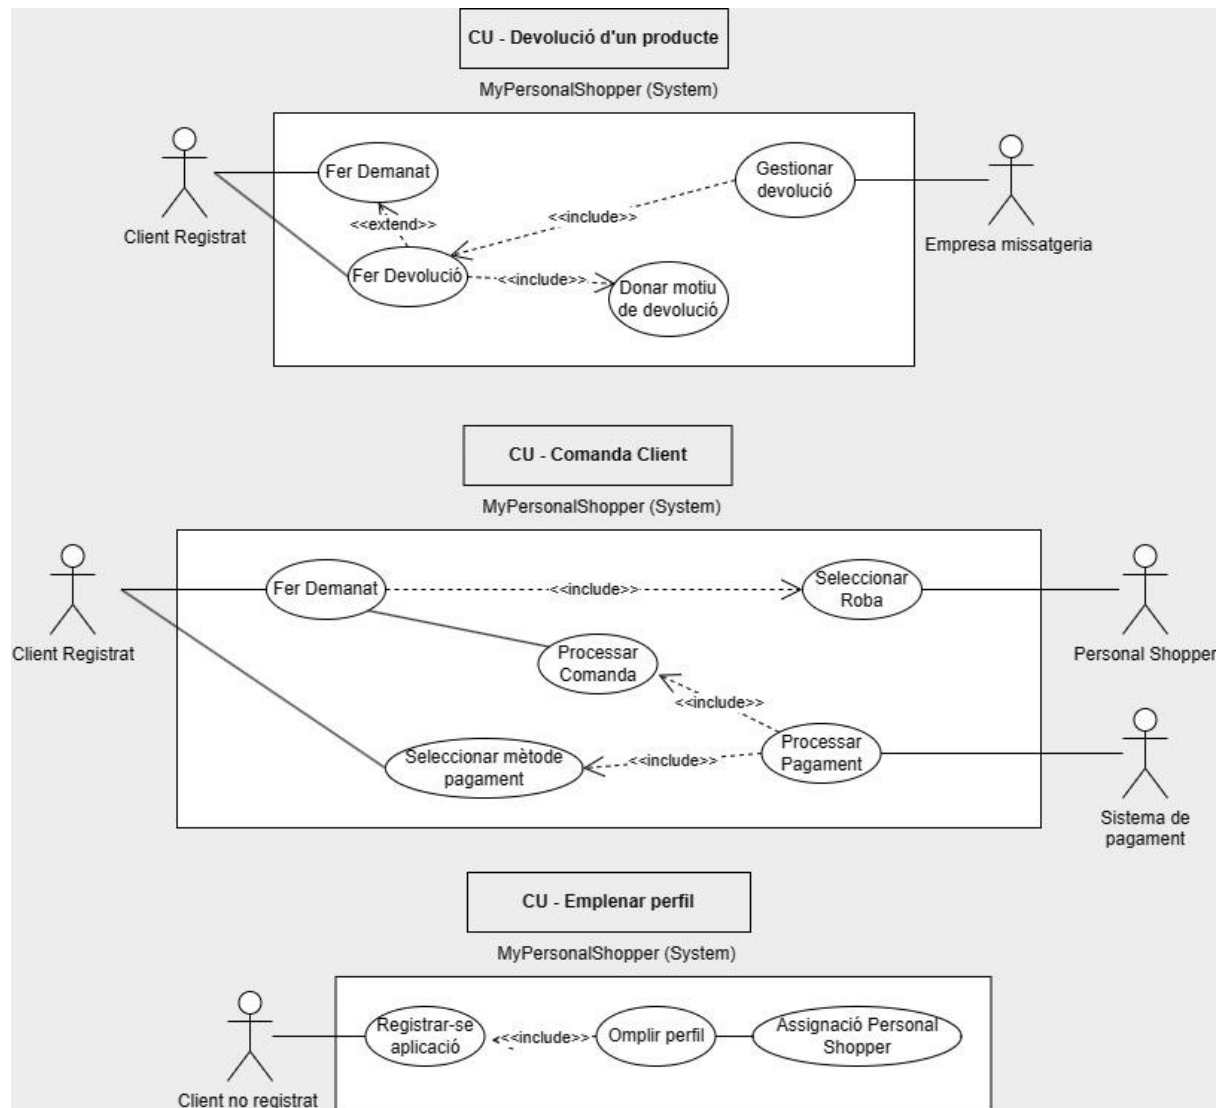 CU - Devolució d'un producte
MyPersonalShopper (System)
Fer Demanat
Gestionar
devolució
<<include>>
<<extend>>
Client Registrat
Empresa missatgeria
Fer Devolució
<<include>>
Donar motiu
de devolució
CU - Comanda Client
MyPersonalShopper (System)
Fer Demanat
<<include>>
Seleccionar
Roba
Client Registrat
Processar
Comanda
Personal Shopper
<<include>>
Seleccionar mètode
pagament
<<include>>
Processar
Pagament
Sistema de
pagament
CU - Emplenar perfil
MyPersonalShopper (System)
Registrar-se
aplicació
<<include>>
Omplir perfil
Assignació Personal
Shopper
Client no registrat